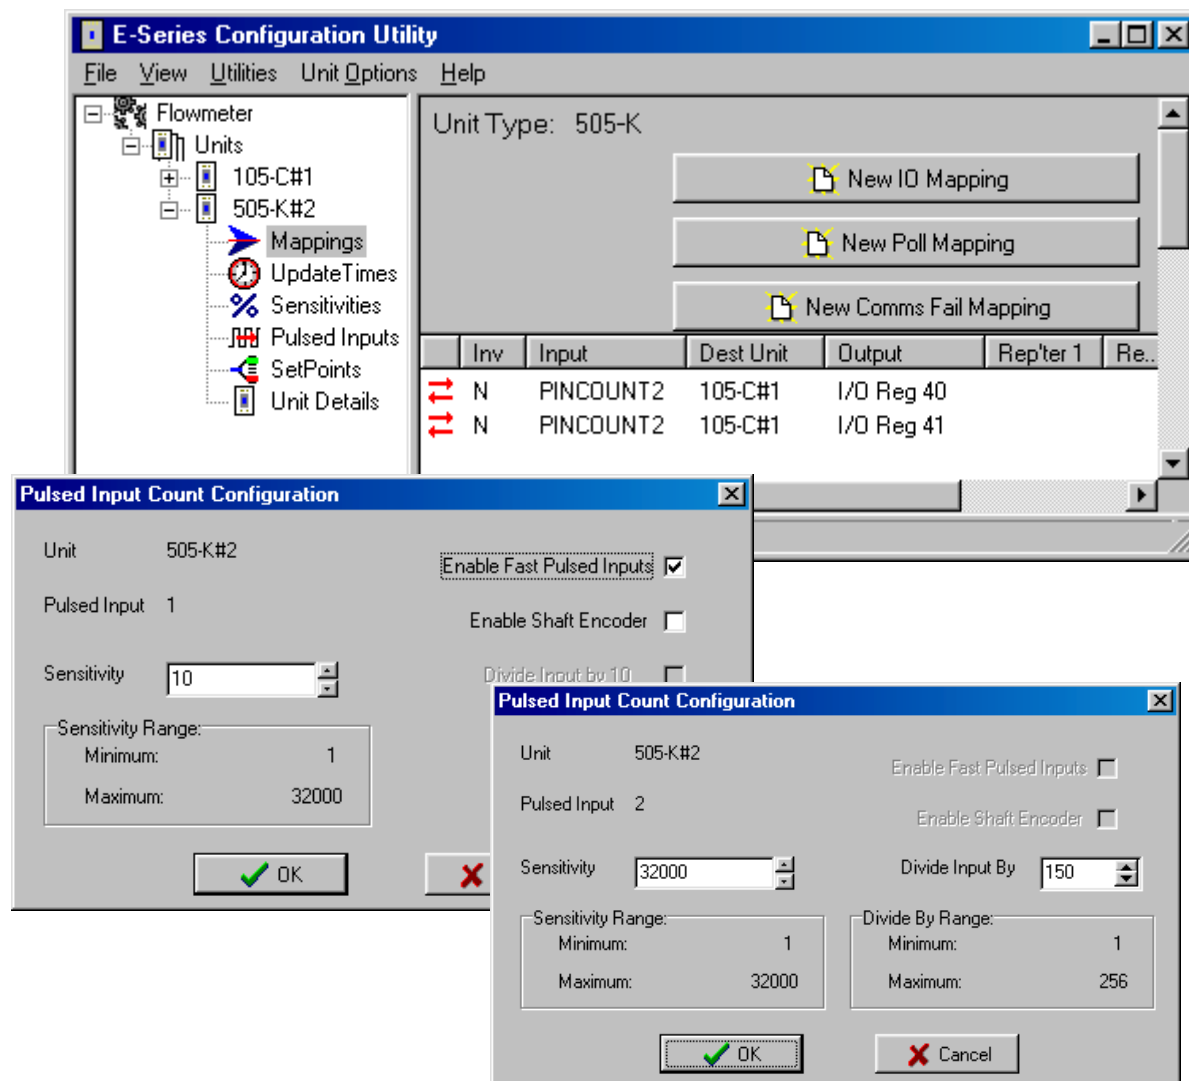 E-Series Configuration Utility
File View Utilities Unit Options Help
Flowmeter
Units
105-C#1
505-K#2
Mappings
UpdateTimes
Sensitivities
Pulsed Inputs
SetPoints
Unit Details
Unit Type: 505-K
New IO Mapping
New Poll Mapping
New Comms Fail Mapping
Inv Input Dest Unit Output Rep'ter 1 Re..
N PINCOUNT2 105-C#1 I/O Reg 40
N PINCOUNT2 105-C#1 I/O Reg 41
Pulsed Input Count Configuration
Unit 505-K#2
Enable Fast Pulsed Inputs
Pulsed Input 1
Enable Shaft Encoder
Sensitivity 10
Divide Input by 10
Sensitivity Range:
Minimum: 1
Maximum: 32000
OK
Pulsed Input Count Configuration
Unit 505-K#2
Enable Fast Pulsed Inputs
Pulsed Input 2
Enable Shaft Encoder
Sensitivity 32000
Divide Input By 150
Sensitivity Range:
Minimum: 1
Maximum: 32000
Divide By Range:
Minimum: 1
Maximum: 256
OK
Cancel